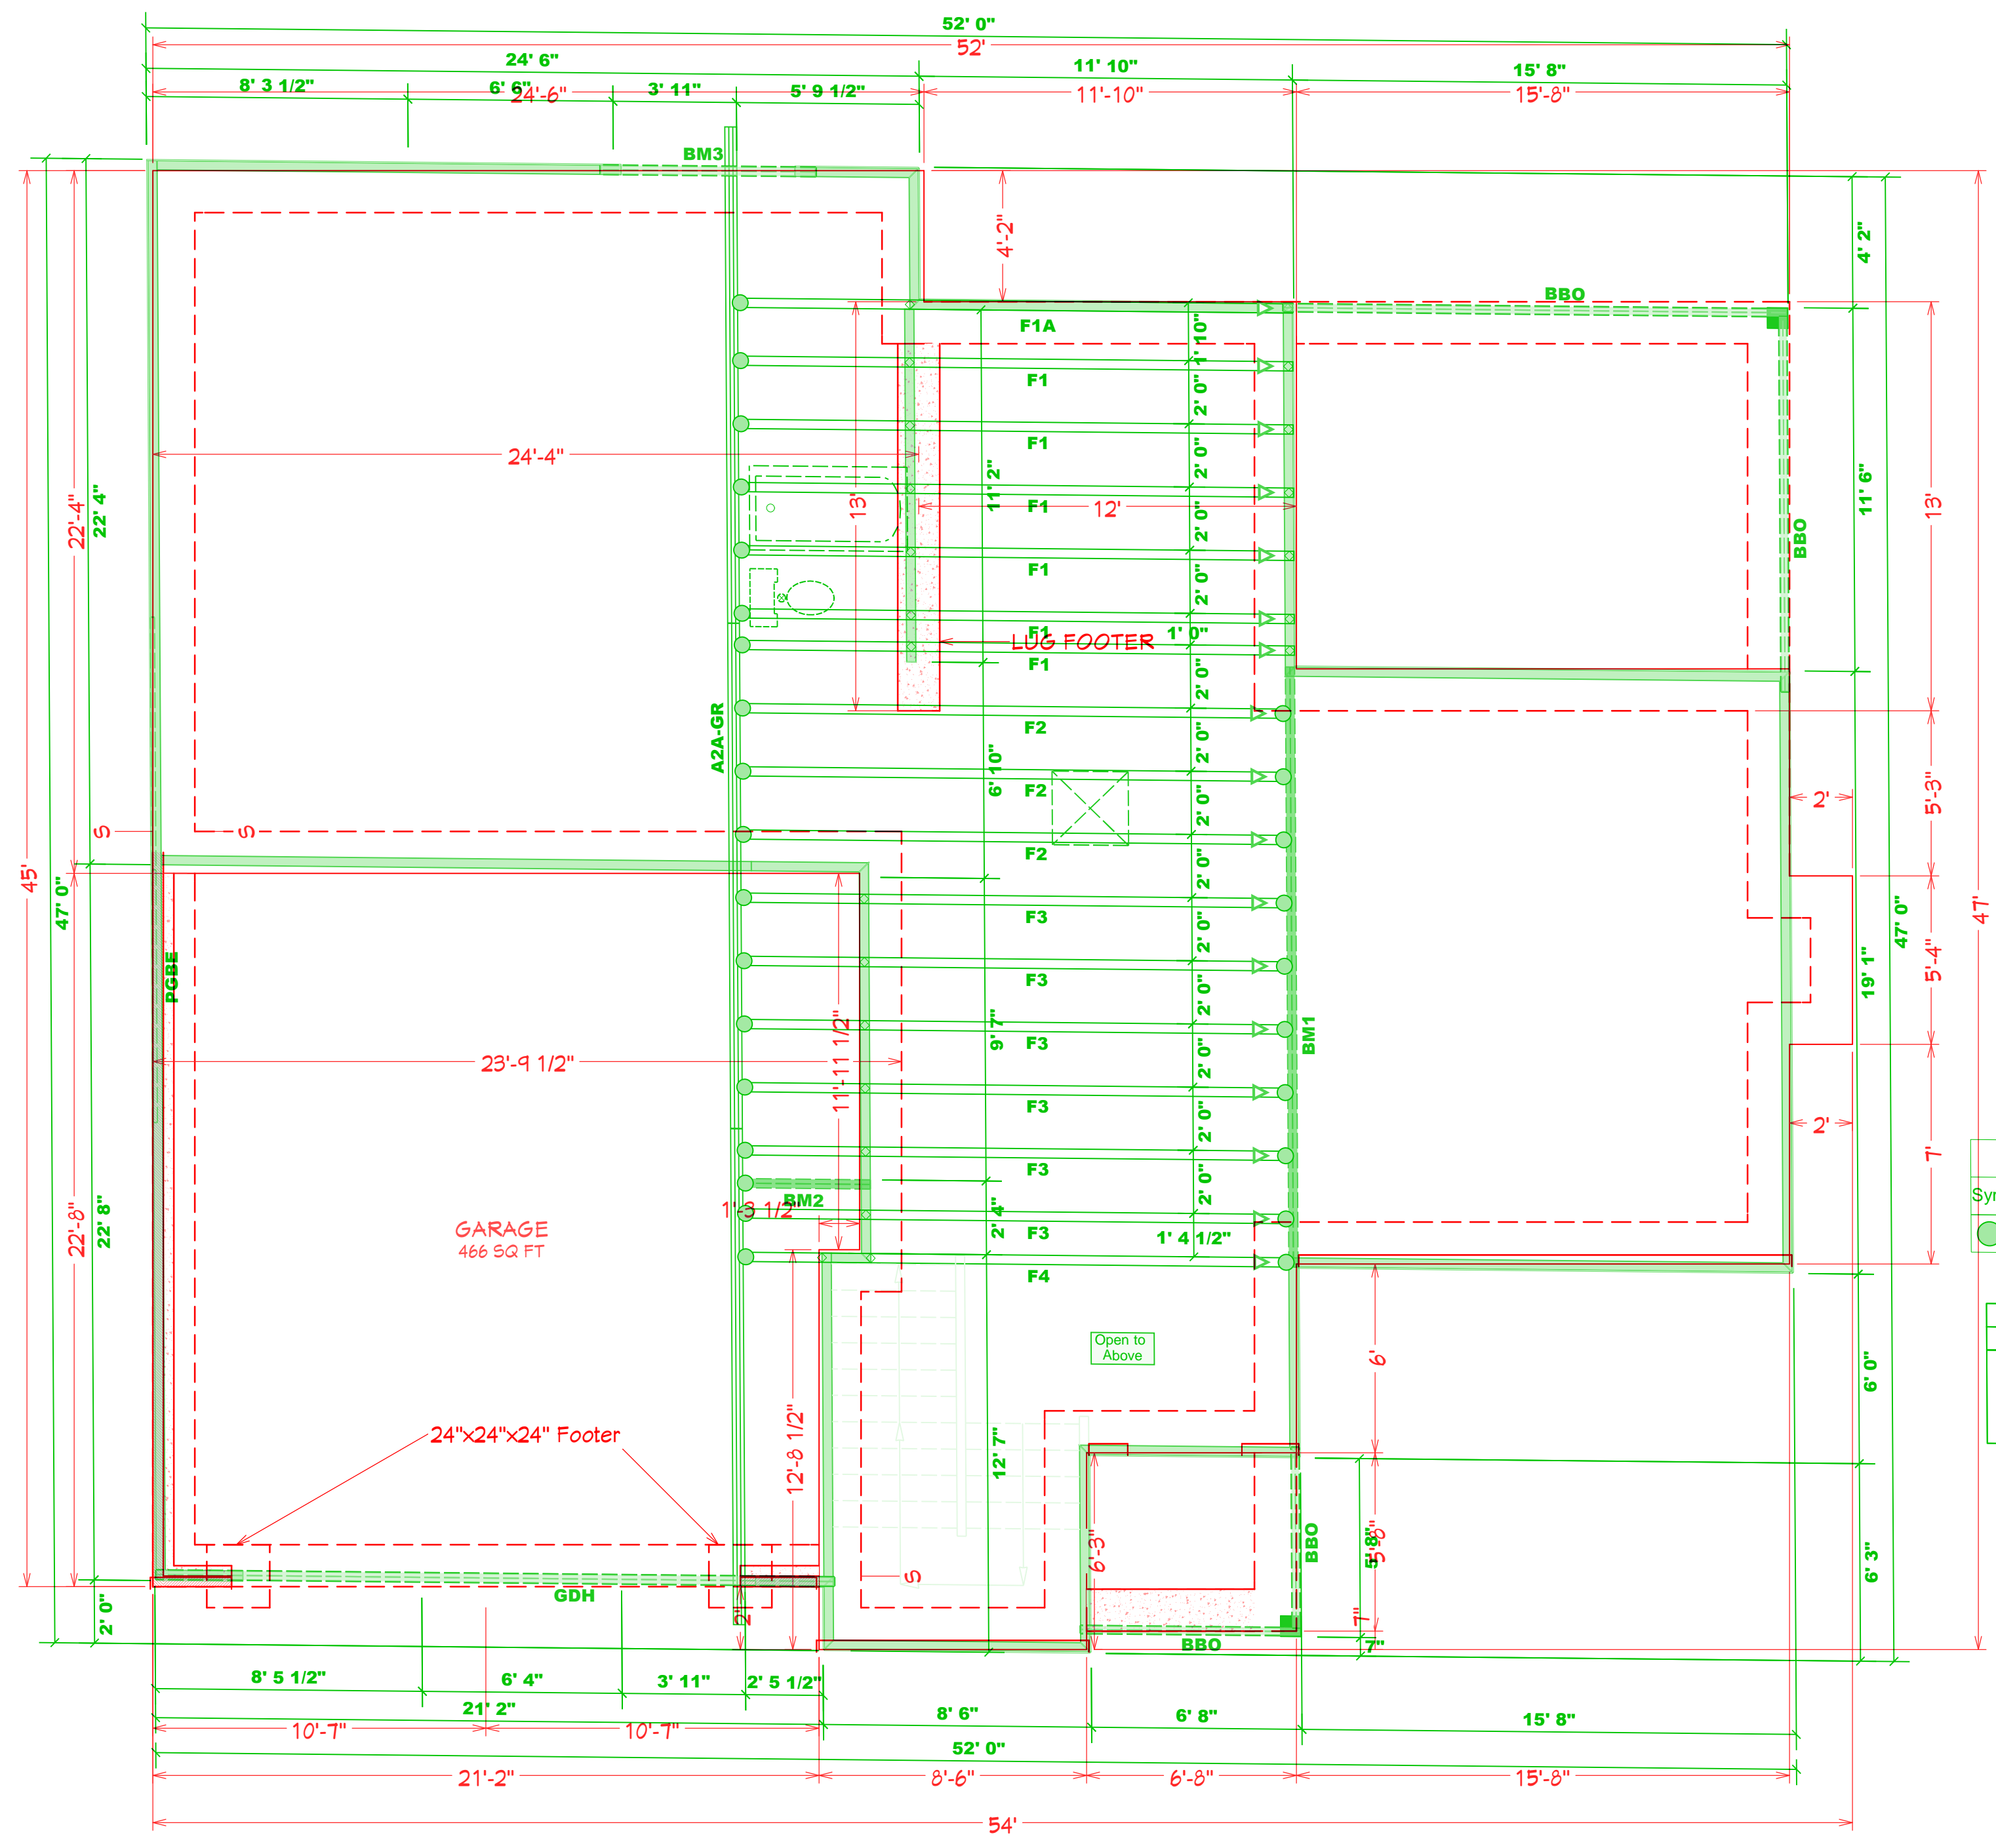 52' 0"
52'
24' 6"
11' 10"
15' 8"
8' 3 1/2"
6' 6"
24'-6"
3' 11"
5' 9 1/2"
11'-10"
15'-8"
BM3
4'-2"
4' 2"
BBO
F1A
1' 10"
F1
2' 0"
F1
2' 0"
24'-4"
22'-4"
22' 4"
13'
11' 2"
F1
12'
2' 0"
11' 6"
13'
BBO
F1
2' 0"
F1
LUG FOOTER
1' 0"
F1
2' 0"
A2A-GR
F2
2' 0"
6' 10"
F2
2' 0"
5'-3"
2'
S
S
F2
2' 0"
45'
47' 0"
F3
2' 0"
47'
47' 0"
PGBE
F3
2' 0"
19' 1"
5'-4"
23'-9 1/2"
11'-11 1/2"
9' 7"
F3
2' 0"
BM1
F3
2' 0"
2'
7'
F3
2' 0"
BM2
1'-3 1/2"
22'-8"
22' 8"
GARAGE
466 SQ FT
2' 4"
F3
1' 4 1/2"
F4
Open to
Above
6'
6' 0"
24"x24"x24" Footer
12'-8 1/2"
12' 7"
6'-3"
BBO
5' 8"
5'-8"
6' 3"
S
GDH
2' 0"
2'
7"
7"
BBO
8' 5 1/2"
6' 4"
3' 11"
2' 5 1/2"
21' 2"
8' 6"
6' 8"
15' 8"
10'-7"
10'-7"
52' 0"
21'-2"
8'-6"
6'-8"
15'-8"
54'